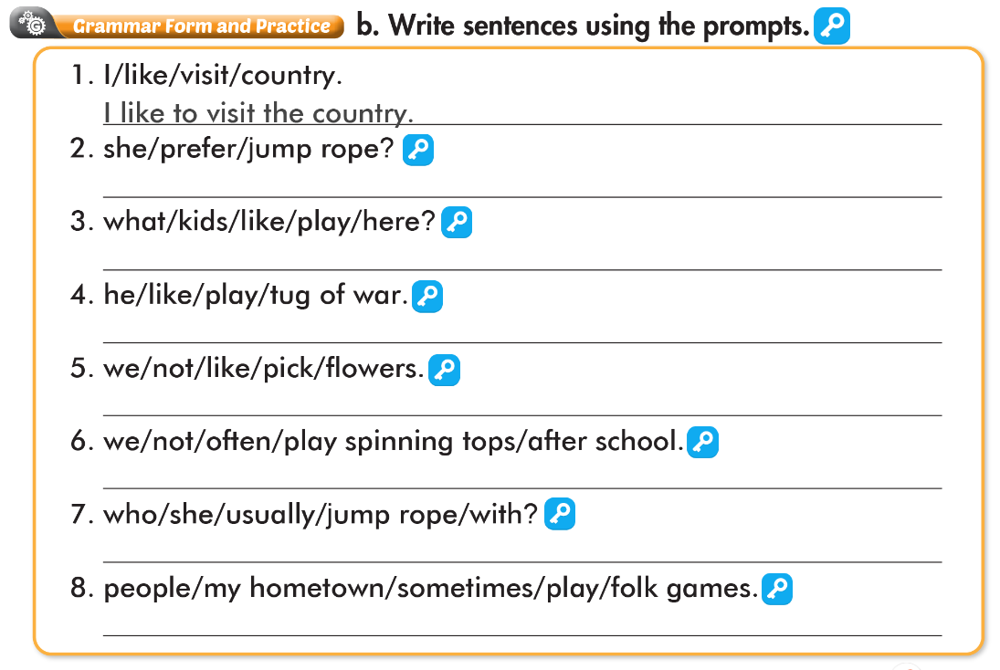 Grammar Form and Practice b. Write sentences using the prompts.
1. I/like/visit/country.
I like to visit the country.
2. she/prefer/jump rope?
3. what/kids/like/play/here?
4. he/like/play/tug of war.
5. we/not/like/pick/flowers.
6. we/not/often/play spinning tops/after school.
7. who/she/usually/jump rope/with?
8. people/my hometown/sometimes/play/folk games.